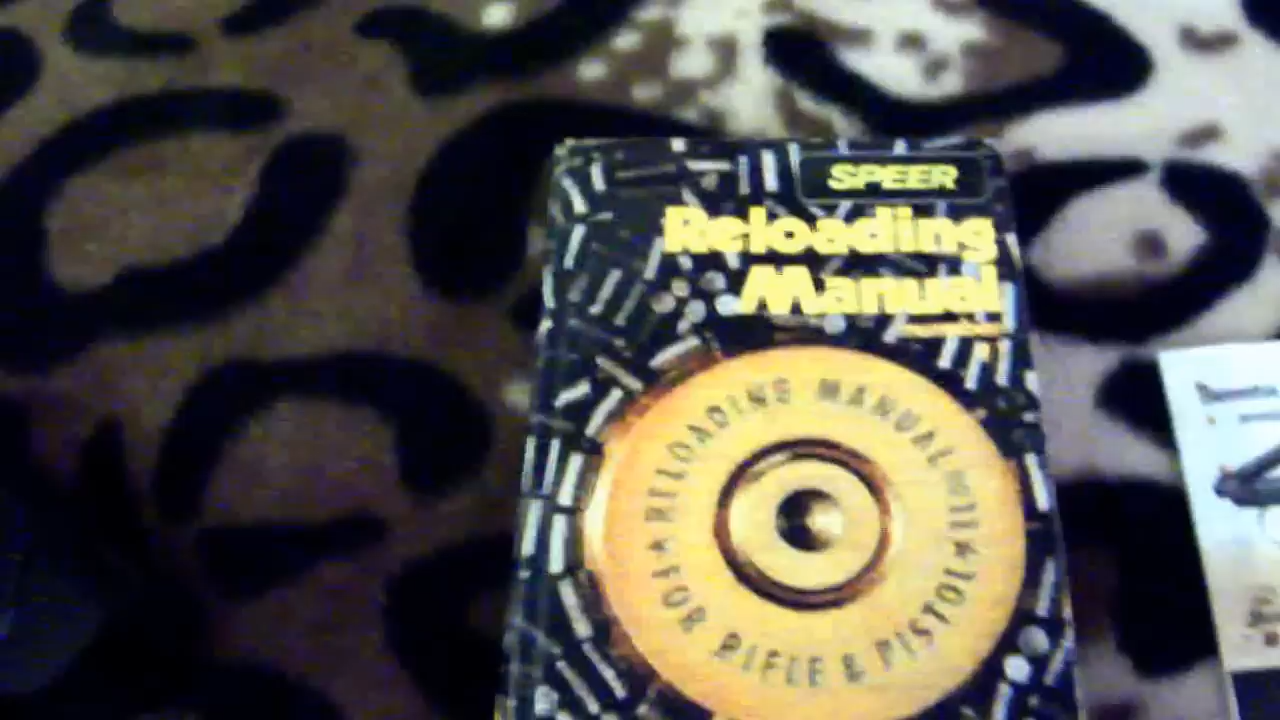 SPEER
Reloading
Manual
RELOADING MANUAL
FOR RIFLE & PISTOL